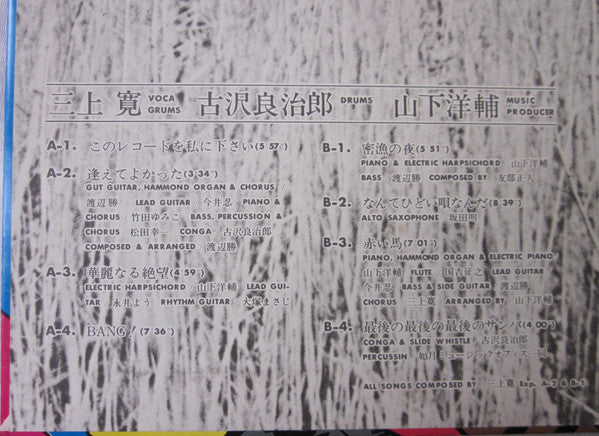 三上 寛 VOCA GRUMS 古沢良治郎 DRUMS 山下洋輔 MUSIC PRODUCER
A-1. このレコードを私に下さい(5 57″)
A-2. 逢えてよかった(3 34″)
GUT GUITAR, HAMMOND ORGAN & CHORUS /
渡辺勝 LEAD GUITAR / 今井忍 PIANO &
CHORUS / 竹田ゆみこ BASS, PERCUSSION &
CHORUS / 松田幸一 CONGA / 古沢良治郎
COMPOSED & ARRANGED / 渡辺勝
A-3. 華麗なる絶望(4 59″)
ELECTRIC HARPSICHORD / 山下洋輔 LEAD GUI-
TAR / 永井よう RHYTHM GUITAR / 大塚まさじ
A-4. BANG! (7′36″)
B-1. 密漁の夜(5 51″)
PIANO & ELECTRIC HARPSICHORD / 山下洋輔
BASS / 渡辺勝 COMPOSED BY / 友部正人
B-2. なんてひどい唄なんだ(8 39″)
ALTO SAXOPHONE / 坂田明
B-3. 赤い馬(7 01″)
PIANO, HAMMOND ORGAN & ELECTRIC PIANO
/ 山下洋輔 FLUTE / 国吉征之 LEAD GUITAR
/ 今井忍 BASS & SIDE GUITAR / 渡辺勝
CHORUS / 三上寛 ARRANGED BY / 山下洋輔
B-4. 最後の最後の最後のサンバ(4 00″)
CONGA & SLIDE WHISTLE / 古沢良治郎
PERCUSSIN / 如月ミュージックオフィス一同
ALL SONGS COMPOSED BY / 三上寛 Exp. A-2 & B-1